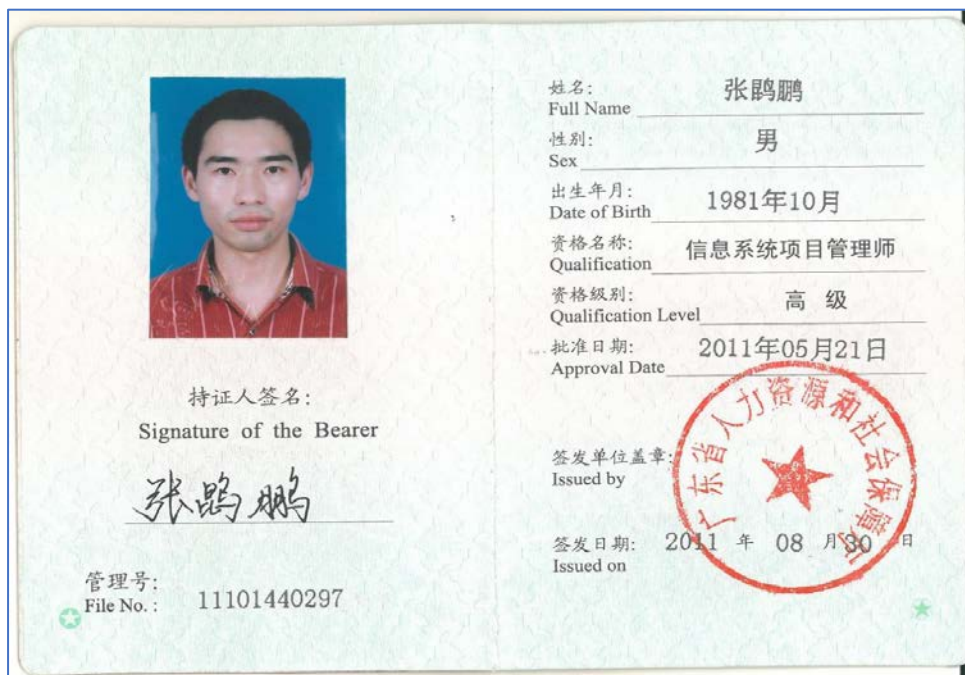 持证人签名:
Signature of the Bearer
张鹍鹏
管理号:
File No. : 11101440297
姓名: 张鹍鹏
Full Name
性别: 男
Sex
出生年月: 1981年10月
Date of Birth
资格名称: 信息系统项目管理师
Qualification
资格级别: 高 级
Qualification Level
批准日期: 2011年05月21日
Approval Date
广东省人力资源和社会保障厅
签发单位盖章:
Issued by
签发日期: 2011 年 08 月 30 日
Issued on